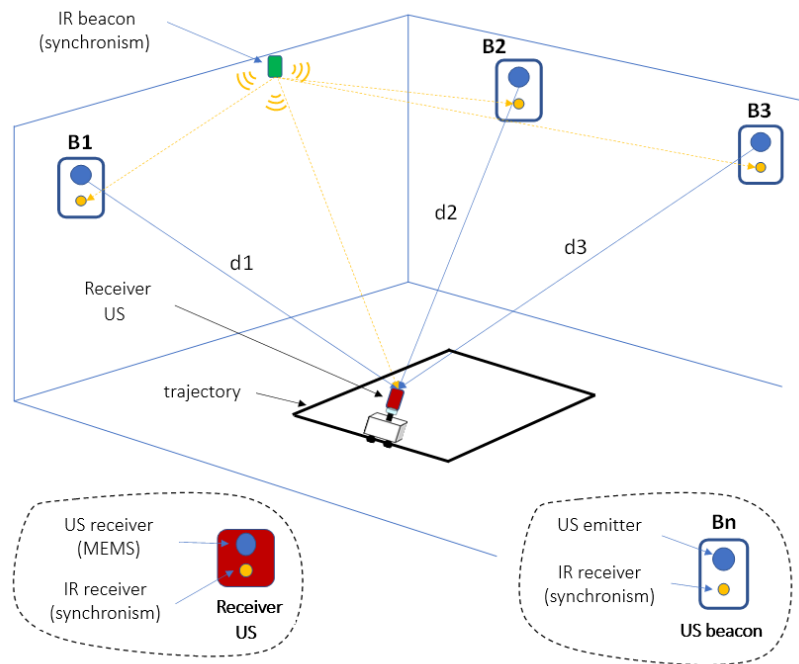 IR beacon
(synchronism)
B2
B3
B1
d2
d1
d3
Receiver
US
trajectory
US receiver
(MEMS)
IR receiver
(synchronism)
Receiver
US
US emitter
Bn
IR receiver
(synchronism)
US beacon